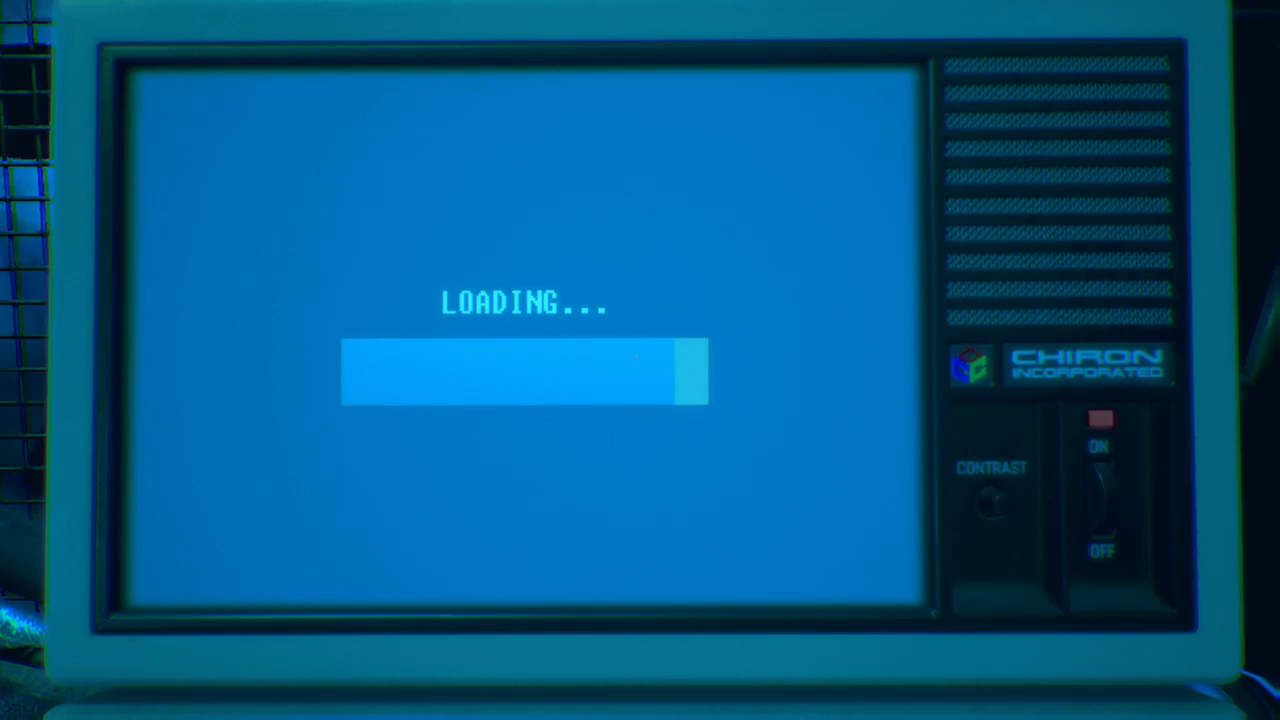 LOADING...
CHIRON
INCORPORATED
ON
CONTRAST
OFF